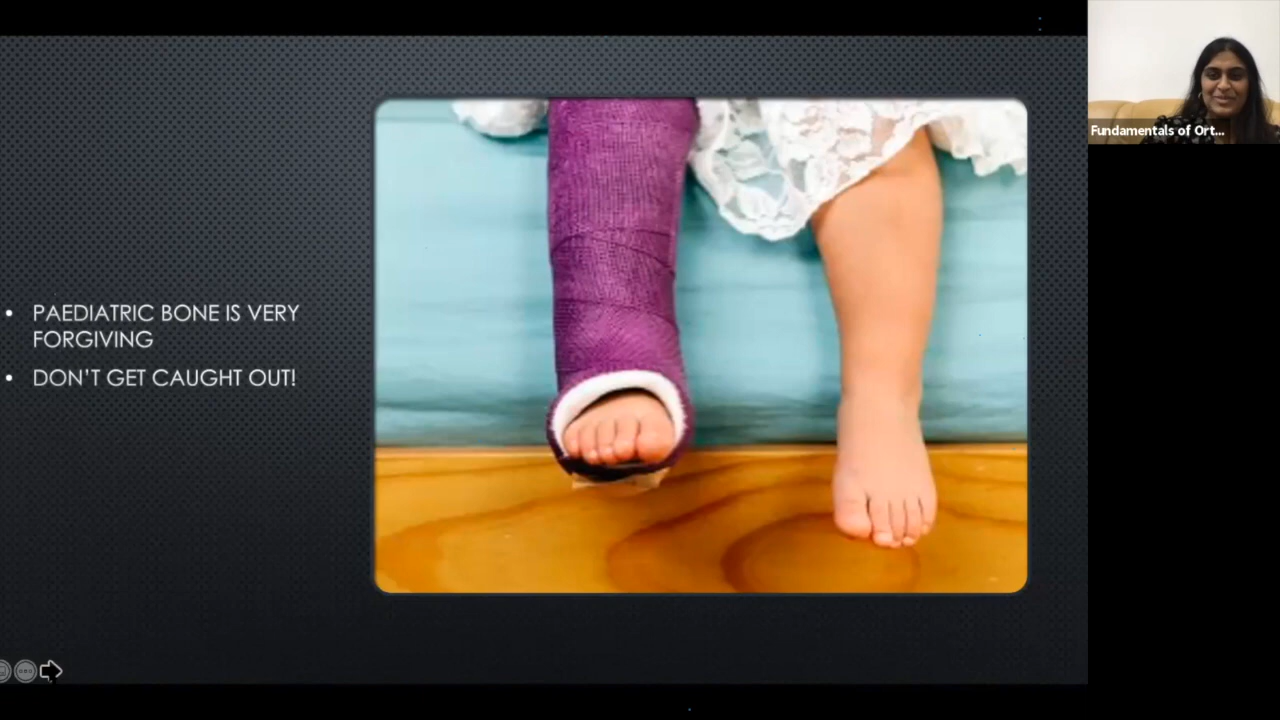 • PAEDIATRIC BONE IS VERY
FORGIVING
• DON'T GET CAUGHT OUT!
Fundamentals of Ort...